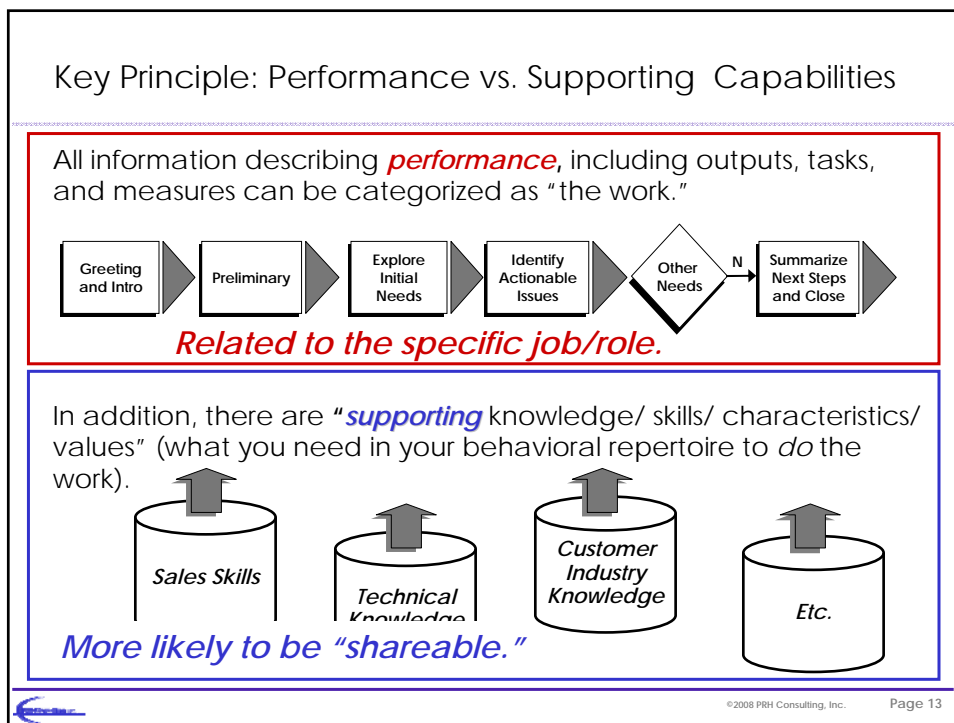 Key Principle: Performance vs. Supporting Capabilities
All information describing performance, including outputs, tasks,
and measures can be categorized as “the work.”
Greeting
and Intro
Preliminary
Explore
Initial
Needs
Identify
Actionable
Issues
Other
Needs
N
Summarize
Next Steps
and Close
Related to the specific job/role.
In addition, there are “supporting knowledge/ skills/ characteristics/
values” (what you need in your behavioral repertoire to do the
work).
Sales Skills
Technical
Knowledge
Customer
Industry
Knowledge
Etc.
More likely to be “shareable.”
©2008 PRH Consulting, Inc.
Page 13